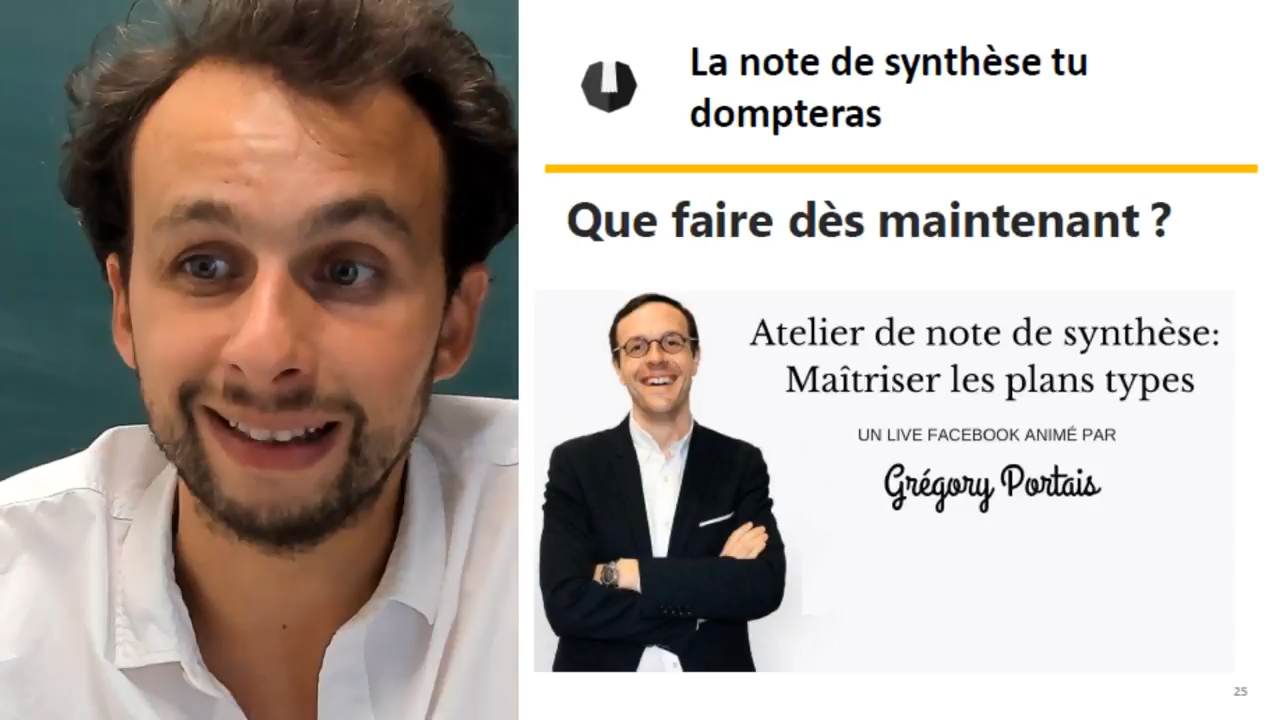 La note de synthèse tu
dompteras
Que faire dès maintenant ?
Atelier de note de synthèse:
Maîtriser les plans types
UN LIVE FACEBOOK ANIMÉ PAR
Grégory Portais
25